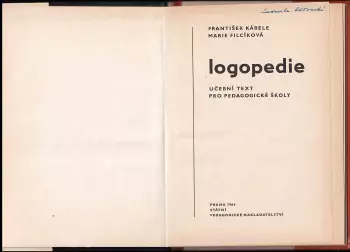 FRANTIŠEK KÁBELE
MARIE FILCÍKOVÁ
logopedie
UČEBNÍ TEXT
PRO PEDAGOGICKÉ ŠKOLY
PRAHA 1964
STÁTNÍ
PEDAGOGICKÉ NAKLADATELSTVÍ